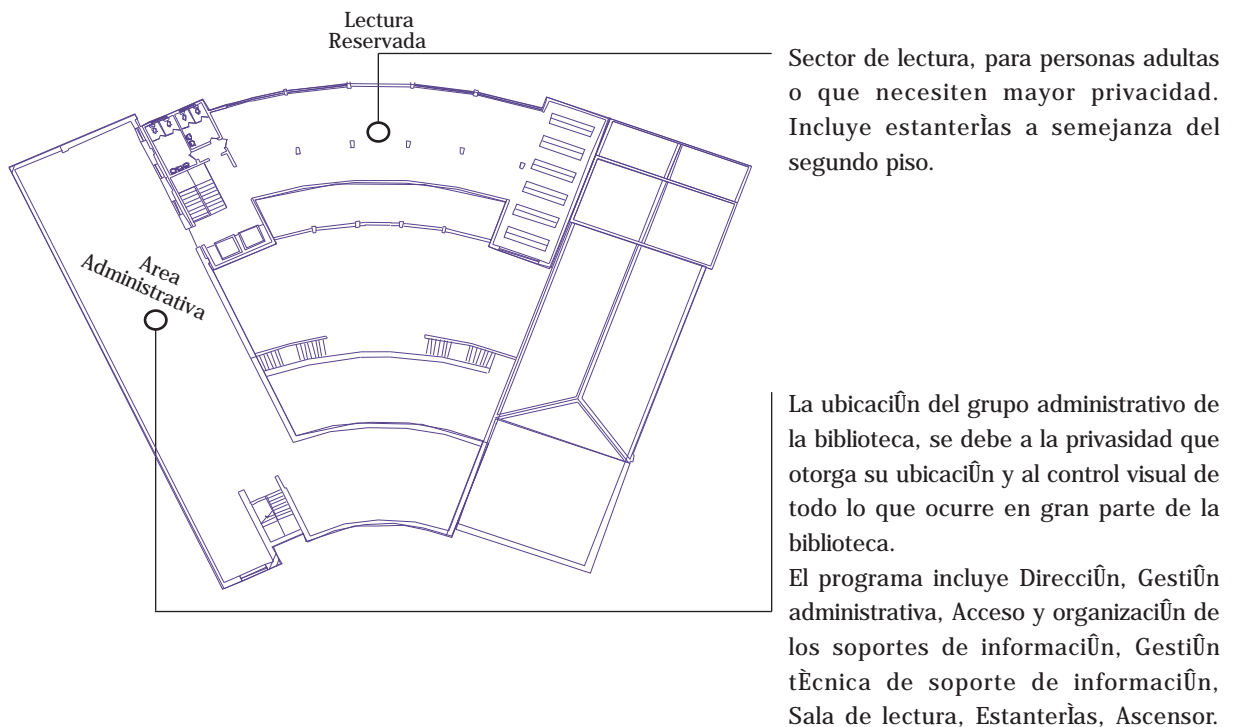 Lectura
Reservada
Sector de lectura, para personas adultas
o que necesiten mayor privacidad.
Incluye estanterÌas a semejanza del
segundo piso.
Area
Administrativa
La ubicaciÛn del grupo administrativo de
la biblioteca, se debe a la privasidad que
otorga su ubicaciÛn y al control visual de
todo lo que ocurre en gran parte de la
biblioteca.
El programa incluye DirecciÛn, GestiÛn
administrativa, Acceso y organizaciÛn de
los soportes de informaciÛn, GestiÛn
tÈcnica de soporte de informaciÛn,
Sala de lectura, EstanterÌas, Ascensor.